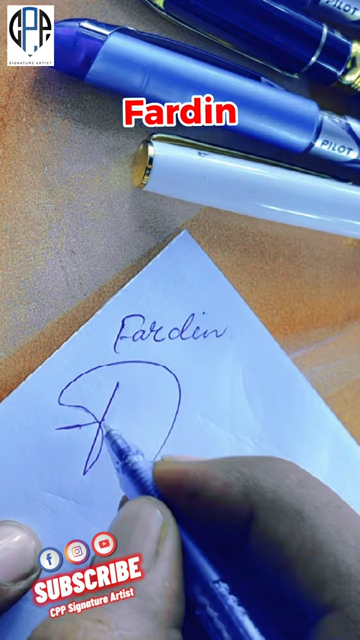 CPP
SIGNATURE ARTIST
PILOT
Fardin
PILOT
Fardin
SUBSCRIBE
CPP Signature Artist